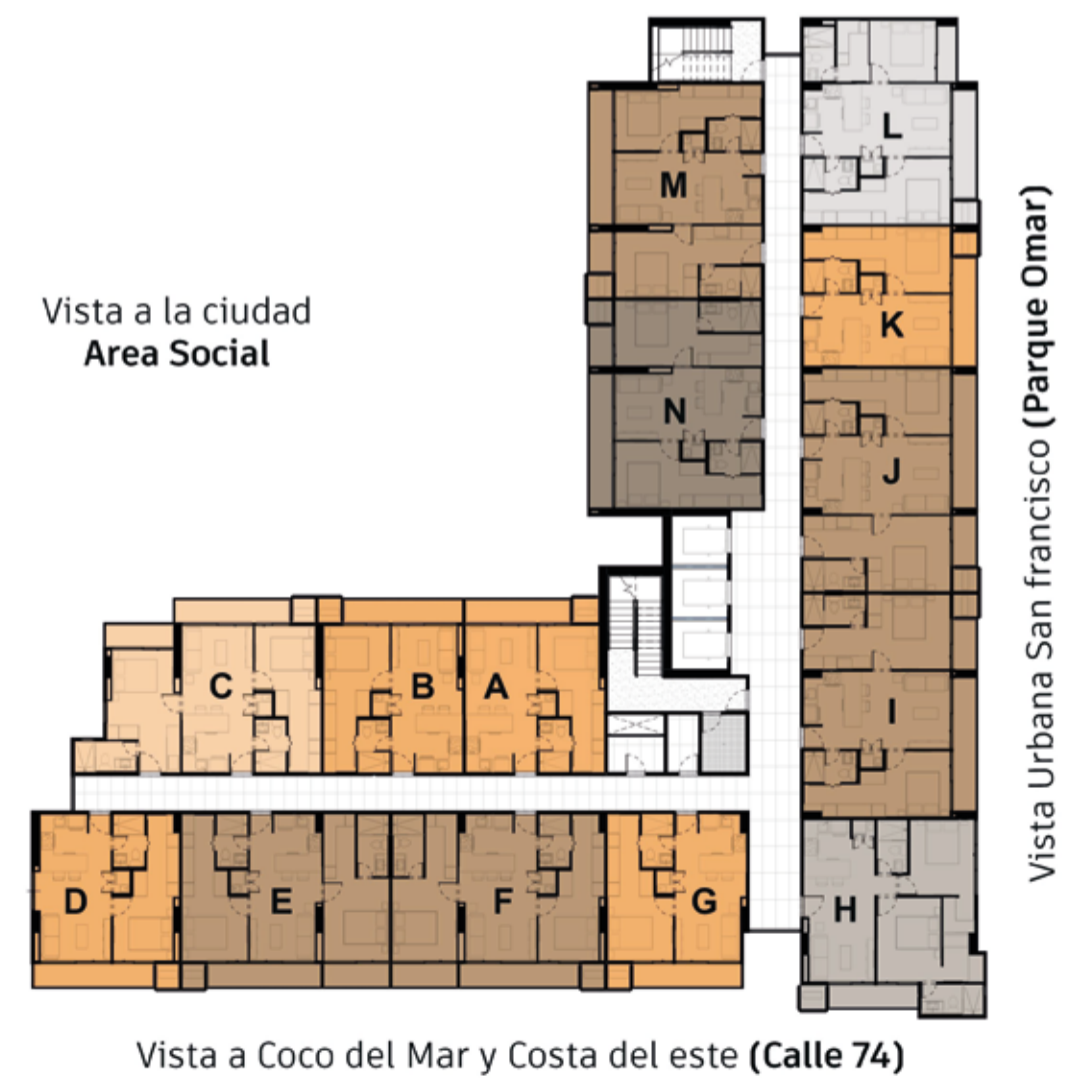 M
L
K
Vista a la ciudad
Area Social
N
J
C
B
A
I
D
E
F
G
H
Vista Urbana San francisco (Parque Omar)
Vista a Coco del Mar y Costa del este (Calle 74)